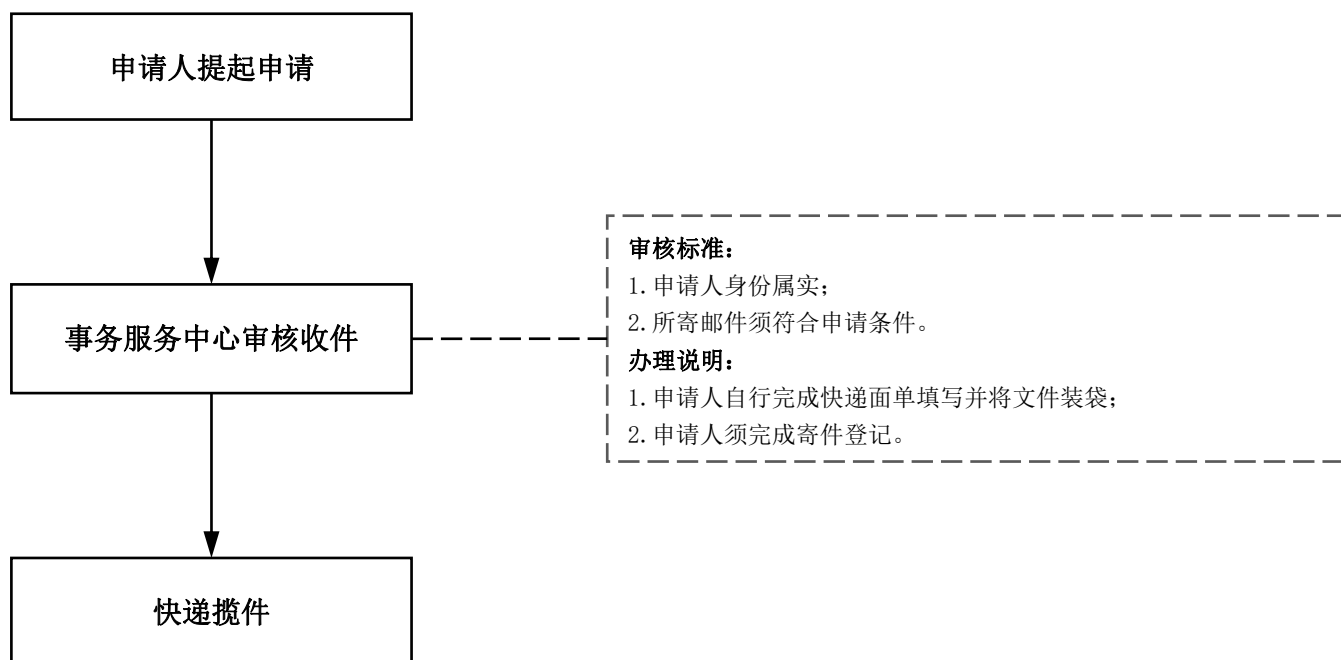 申请人提起申请
事务服务中心审核收件
审核标准：
1.申请人身份属实；
2.所寄邮件须符合申请条件。
办理说明：
1.申请人自行完成快递面单填写并将文件装袋；
2.申请人须完成寄件登记。
快递揽件